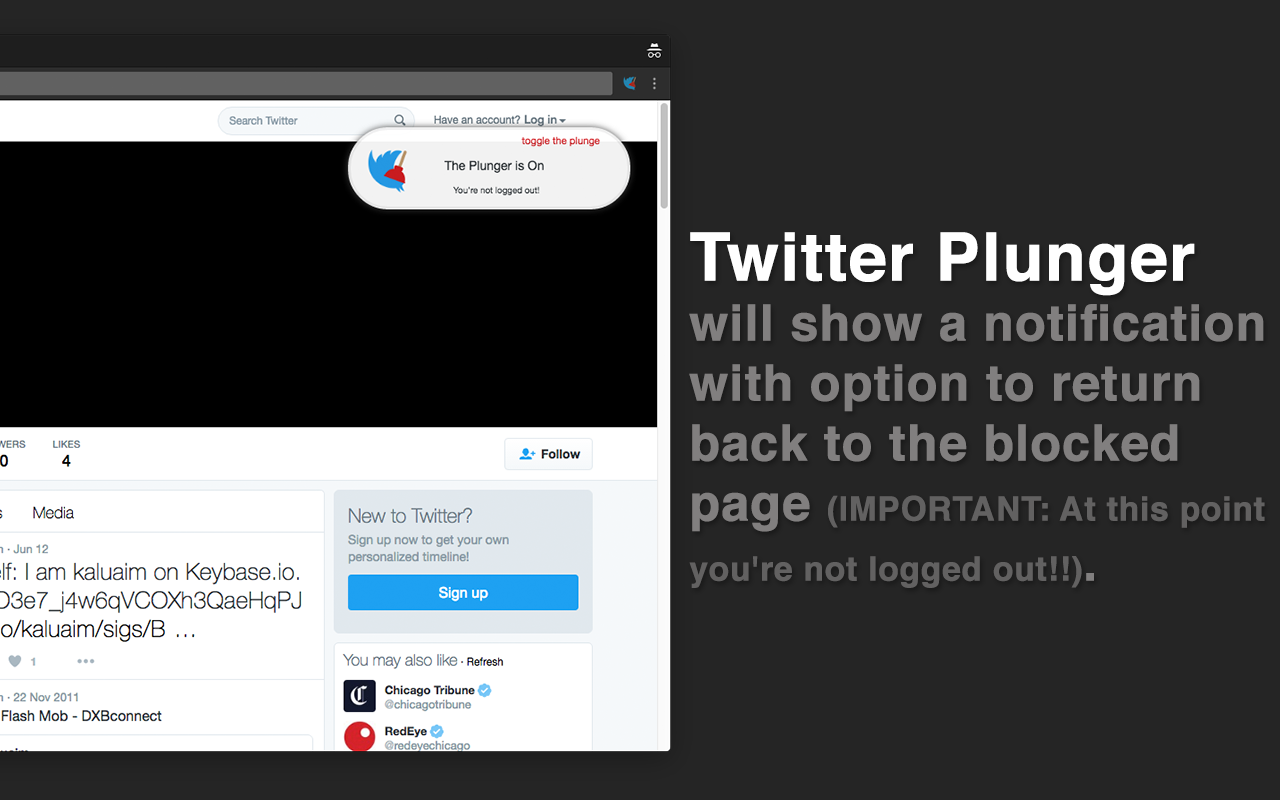 Search Twitter
Have an account? Log in
toggle the plunge
The Plunger is On
You're not logged out!
WERS LIKES
0 4
Follow
s Media
n · Jun 12
elf: I am kaluaim on Keybase.io.
D3e7_j4w6qVCOXh3QaeHqPJ
o/kaluaim/sigs/B …
1
n · 22 Nov 2011
Flash Mob - DXBconnect
New to Twitter?
Sign up now to get your own
personalized timeline!
Sign up
You may also like · Refresh
Chicago Tribune
@chicagotribune
RedEye
@redeyechicago
Twitter Plunger
will show a notification
with option to return
back to the blocked
page (IMPORTANT: At this point
you're not logged out!!).